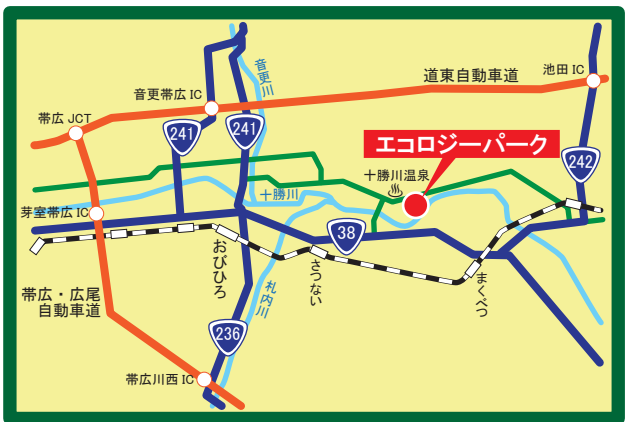 音更川
道東自動車道
池田 IC
音更帯広 IC
帯広 JCT
241
241
エコロジーパーク
242
十勝川温泉
十勝川
芽室帯広 IC
38
おびひろ
さつない
まくべつ
札内川
帯広・広尾
自動車道
236
帯広川西 IC